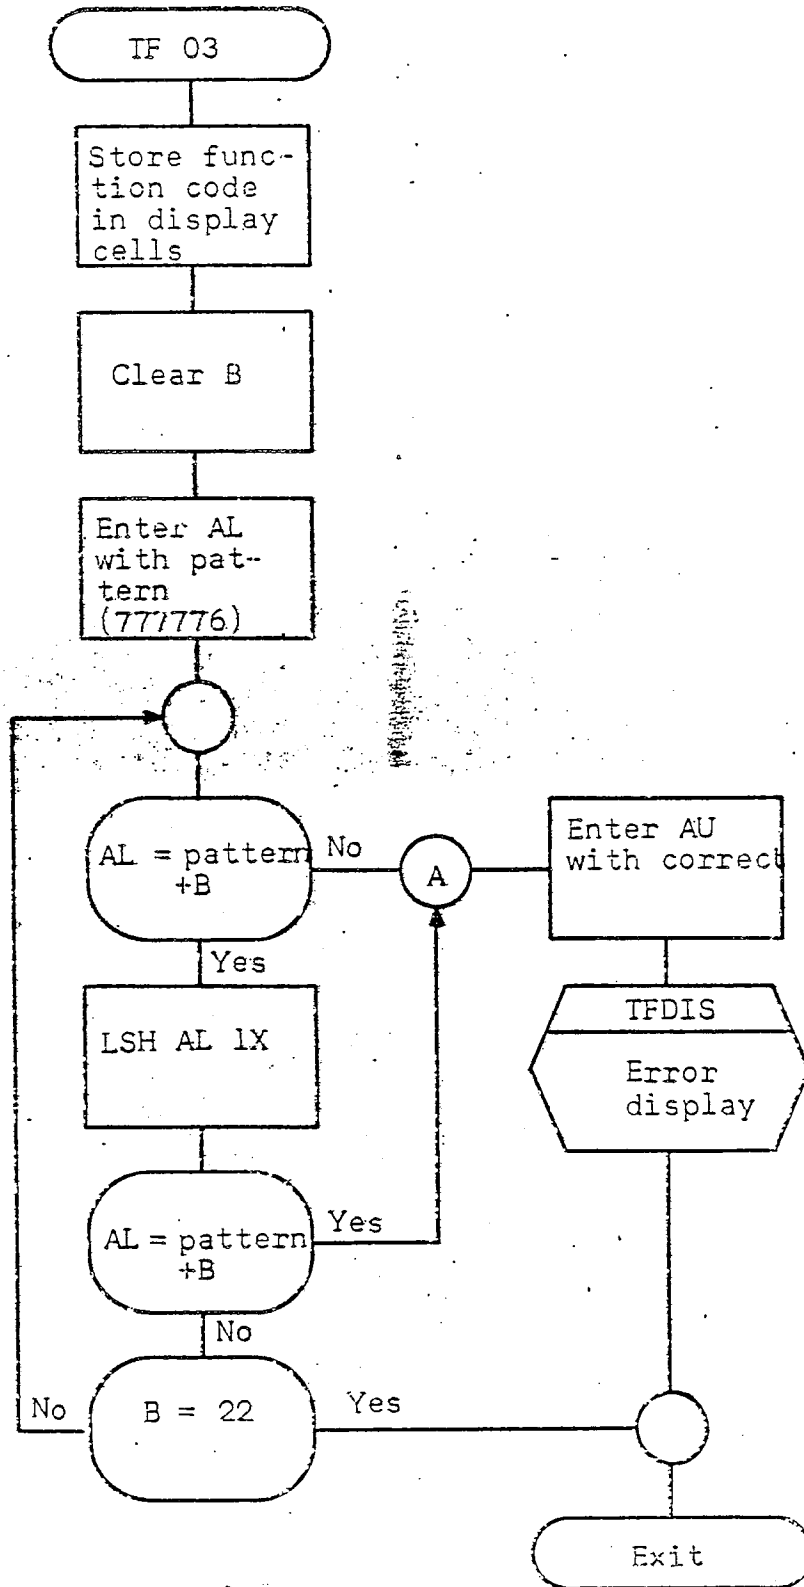 TF 03
Store func-
tion code
in display
cells
Clear B
Enter AL
with pat-
tern
(777776)
AL = pattern
+B
No
A
Enter AU
with correct
Yes
LSH AL 1X
TFDIS
Error
display
AL = pattern
+B
Yes
No
B = 22
No
Yes
Exit